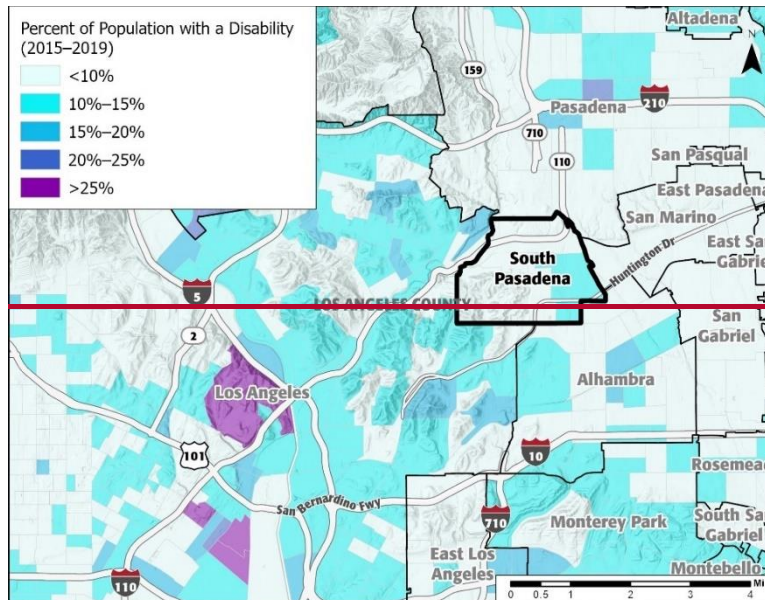 Percent of Population with a Disability
(2015–2019)
<10%
10%–15%
15%–20%
20%–25%
>25%
Altadena
N
159
Pasadena
210
710
110
San Pasqual
East Pasadena
San Marino
South
Pasadena
Huntington Dr
East San
Gabriel
5
LOS ANGELES COUNTY
2
San
Gabriel
Los Angeles
Alhambra
101
10
Rosemead
San Bernardino Fwy
710
Monterey Park
South San
Gabriel
East Los
Angeles
Montebello
110
Mi
0 0.5 1 2 3 4